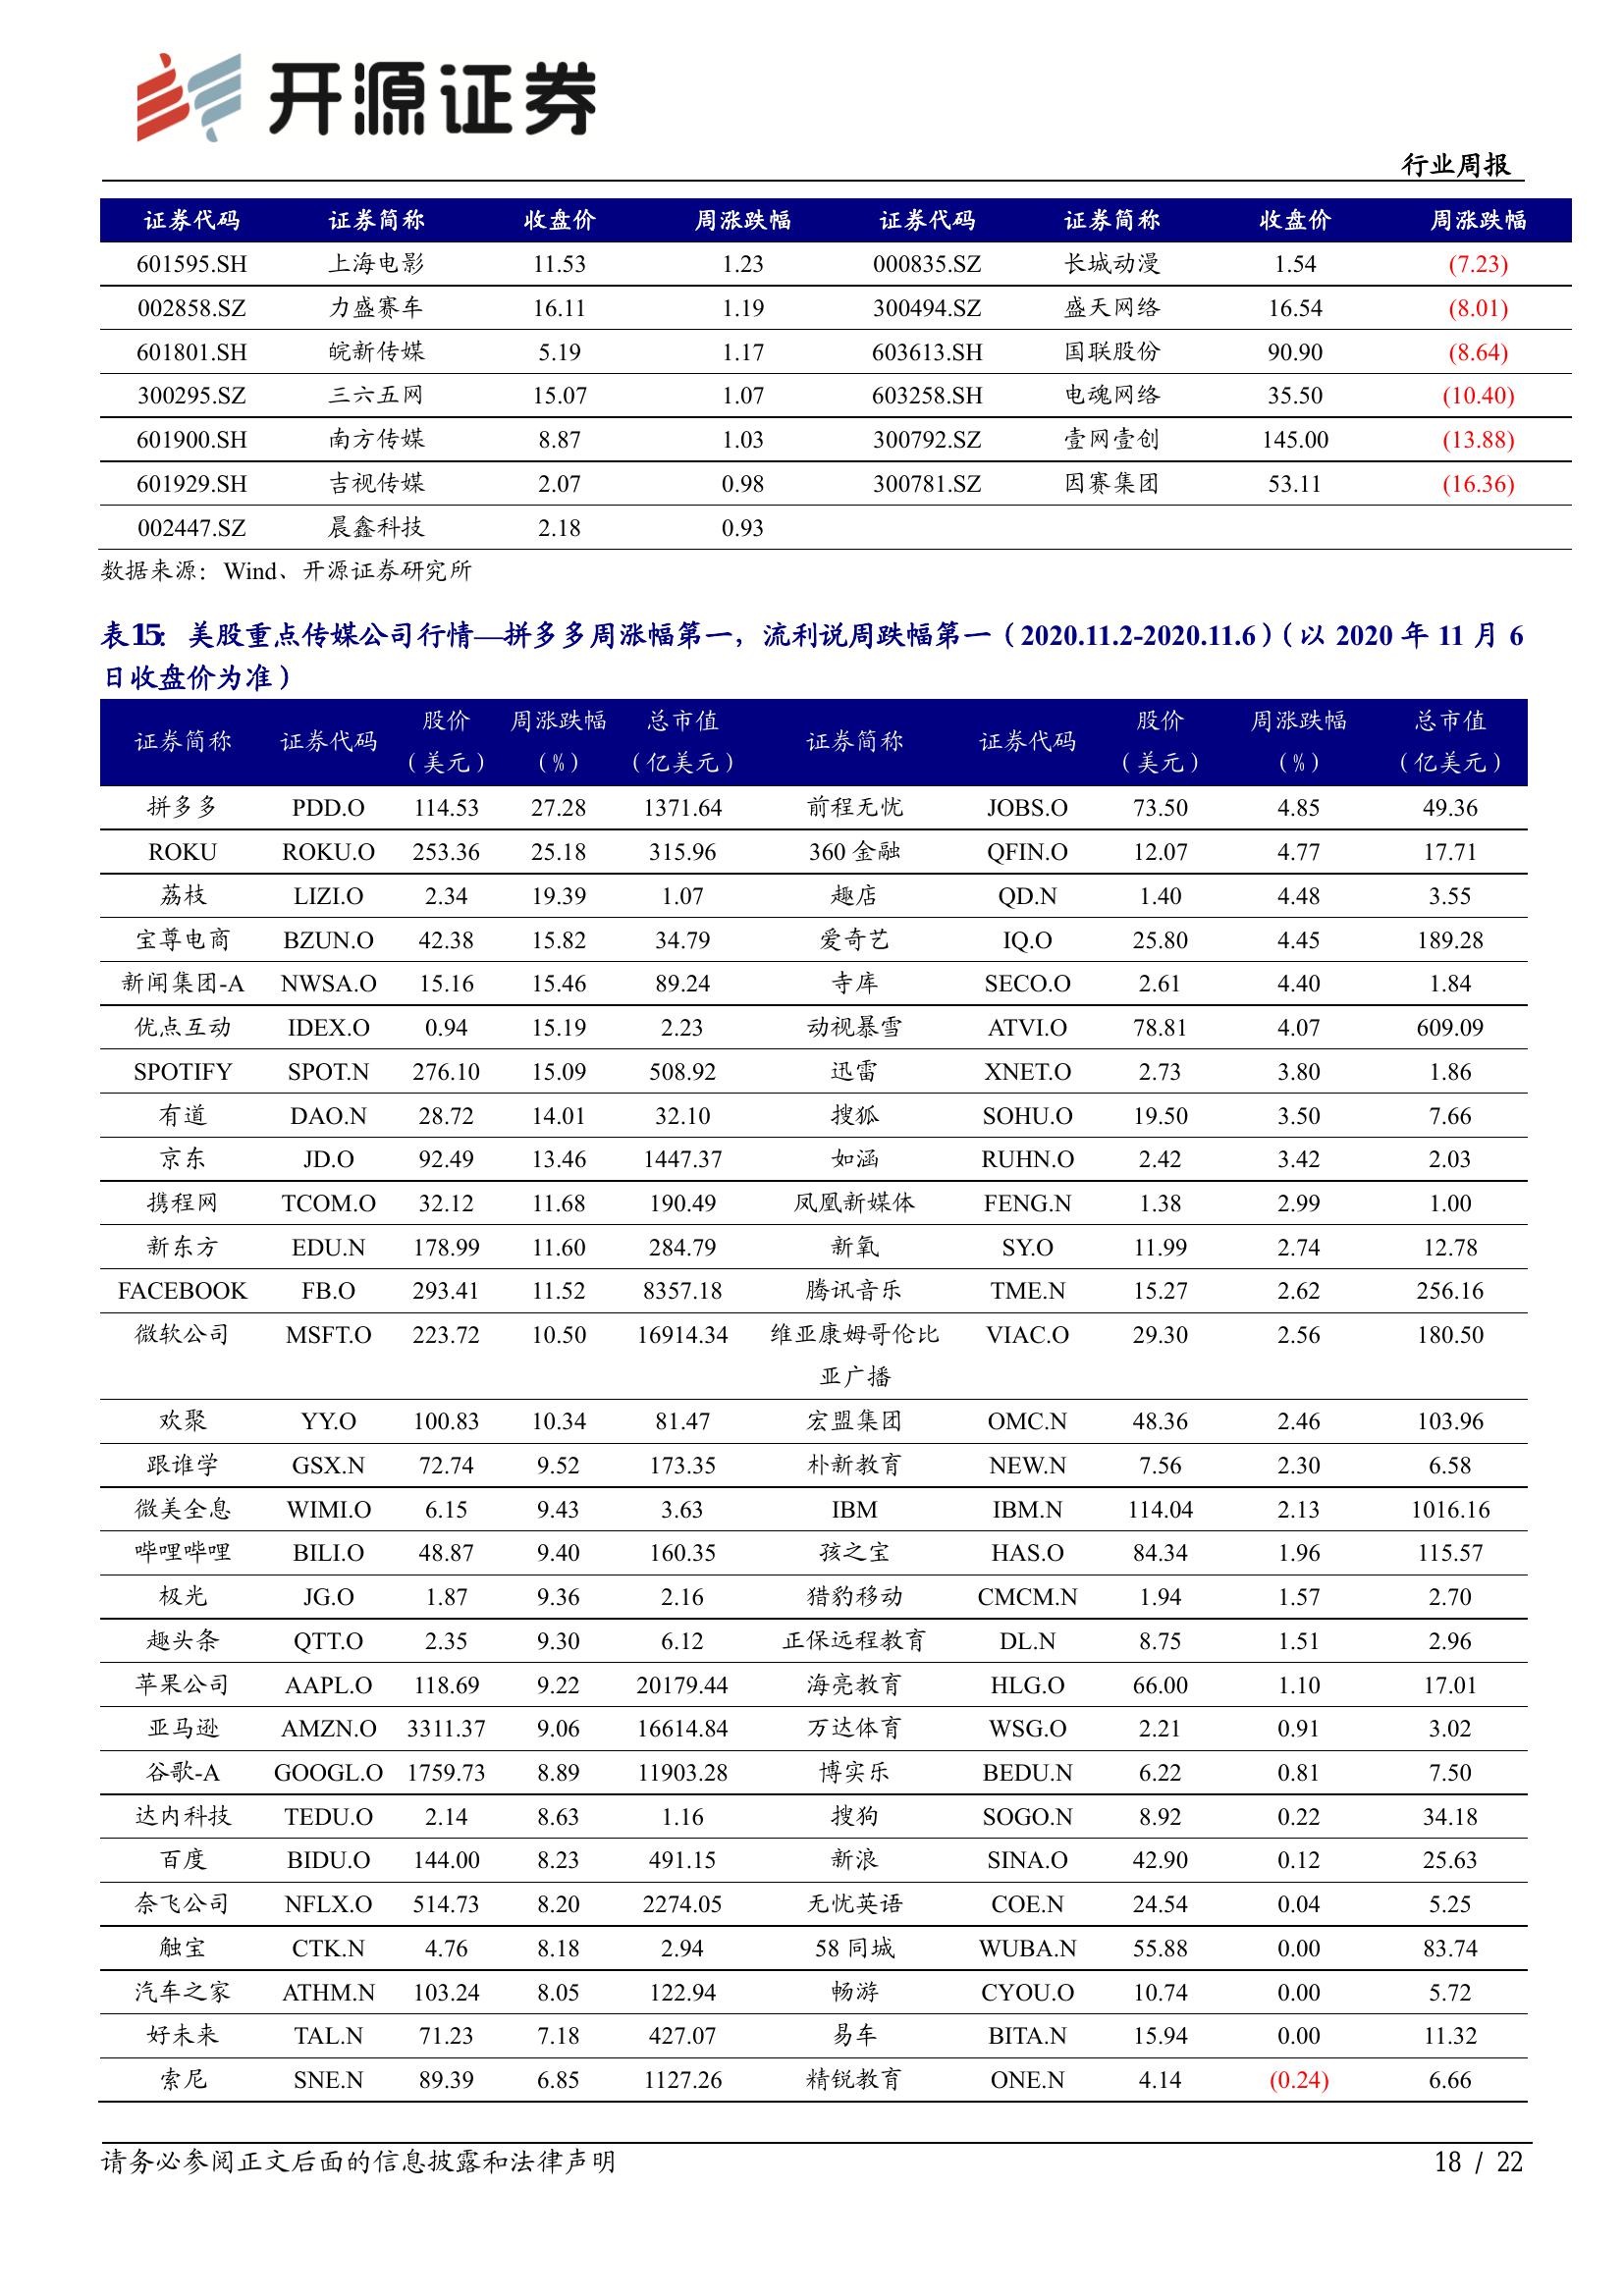 开源证券
行业周报
证券代码 证券简称 收盘价 周涨跌幅 证券代码 证券简称 收盘价 周涨跌幅
601595.SH 上海电影 11.53 1.23 000835.SZ 长城动漫 1.54 (7.23)
002858.SZ 力盛赛车 16.11 1.19 300494.SZ 盛天网络 16.54 (8.01)
601801.SH 皖新传媒 5.19 1.17 603613.SH 国联股份 90.90 (8.64)
300295.SZ 三六五网 15.07 1.07 603258.SH 电魂网络 35.50 (10.40)
601900.SH 南方传媒 8.87 1.03 300792.SZ 壹网壹创 145.00 (13.88)
601929.SH 吉视传媒 2.07 0.98 300781.SZ 因赛集团 53.11 (16.36)
002447.SZ 晨鑫科技 2.18 0.93
数据来源：Wind、开源证券研究所
表15：美股重点传媒公司行情—拼多多周涨幅第一，流利说周跌幅第一（2020.11.2-2020.11.6）（以 2020 年 11 月 6
日收盘价为准）
证券简称 证券代码 股价 周涨跌幅 总市值 证券简称 证券代码 股价 周涨跌幅 总市值
（美元） （%） （亿美元） （美元） （%） （亿美元）
拼多多 PDD.O 114.53 27.28 1371.64 前程无忧 JOBS.O 73.50 4.85 49.36
ROKU ROKU.O 253.36 25.18 315.96 360 金融 QFIN.O 12.07 4.77 17.71
荔枝 LIZI.O 2.34 19.39 1.07 趣店 QD.N 1.40 4.48 3.55
宝尊电商 BZUN.O 42.38 15.82 34.79 爱奇艺 IQ.O 25.80 4.45 189.28
新闻集团-A NWSA.O 15.16 15.46 89.24 寺库 SECO.O 2.61 4.40 1.84
优点互动 IDEX.O 0.94 15.19 2.23 动视暴雪 ATVI.O 78.81 4.07 609.09
SPOTIFY SPOT.N 276.10 15.09 508.92 迅雷 XNET.O 2.73 3.80 1.86
有道 DAO.N 28.72 14.01 32.10 搜狐 SOHU.O 19.50 3.50 7.66
京东 JD.O 92.49 13.46 1447.37 如涵 RUHN.O 2.42 3.42 2.03
携程网 TCOM.O 32.12 11.68 190.49 凤凰新媒体 FENG.N 1.38 2.99 1.00
新东方 EDU.N 178.99 11.60 284.79 新氧 SY.O 11.99 2.74 12.78
FACEBOOK FB.O 293.41 11.52 8357.18 腾讯音乐 TME.N 15.27 2.62 256.16
微软公司 MSFT.O 223.72 10.50 16914.34 维亚康姆哥伦比 VIAC.O 29.30 2.56 180.50
亚广播
欢聚 YY.O 100.83 10.34 81.47 宏盟集团 OMC.N 48.36 2.46 103.96
跟谁学 GSX.N 72.74 9.52 173.35 朴新教育 NEW.N 7.56 2.30 6.58
微美全息 WIMI.O 6.15 9.43 3.63 IBM IBM.N 114.04 2.13 1016.16
哔哩哔哩 BILI.O 48.87 9.40 160.35 孩之宝 HAS.O 84.34 1.96 115.57
极光 JG.O 1.87 9.36 2.16 猎豹移动 CMCM.N 1.94 1.57 2.70
趣头条 QTT.O 2.35 9.30 6.12 正保远程教育 DL.N 8.75 1.51 2.96
苹果公司 AAPL.O 118.69 9.22 20179.44 海亮教育 HLG.O 66.00 1.10 17.01
亚马逊 AMZN.O 3311.37 9.06 16614.84 万达体育 WSG.O 2.21 0.91 3.02
谷歌-A GOOGL.O 1759.73 8.89 11903.28 博实乐 BEDU.N 6.22 0.81 7.50
达内科技 TEDU.O 2.14 8.63 1.16 搜狗 SOGO.N 8.92 0.22 34.18
百度 BIDU.O 144.00 8.23 491.15 新浪 SINA.O 42.90 0.12 25.63
奈飞公司 NFLX.O 514.73 8.20 2274.05 无忧英语 COE.N 24.54 0.04 5.25
触宝 CTK.N 4.76 8.18 2.94 58 同城 WUBA.N 55.88 0.00 83.74
汽车之家 ATHM.N 103.24 8.05 122.94 畅游 CYOU.O 10.74 0.00 5.72
好未来 TAL.N 71.23 7.18 427.07 易车 BITA.N 15.94 0.00 11.32
索尼 SNE.N 89.39 6.85 1127.26 精锐教育 ONE.N 4.14 (0.24) 6.66
请务必参阅正文后面的信息披露和法律声明 18 / 22